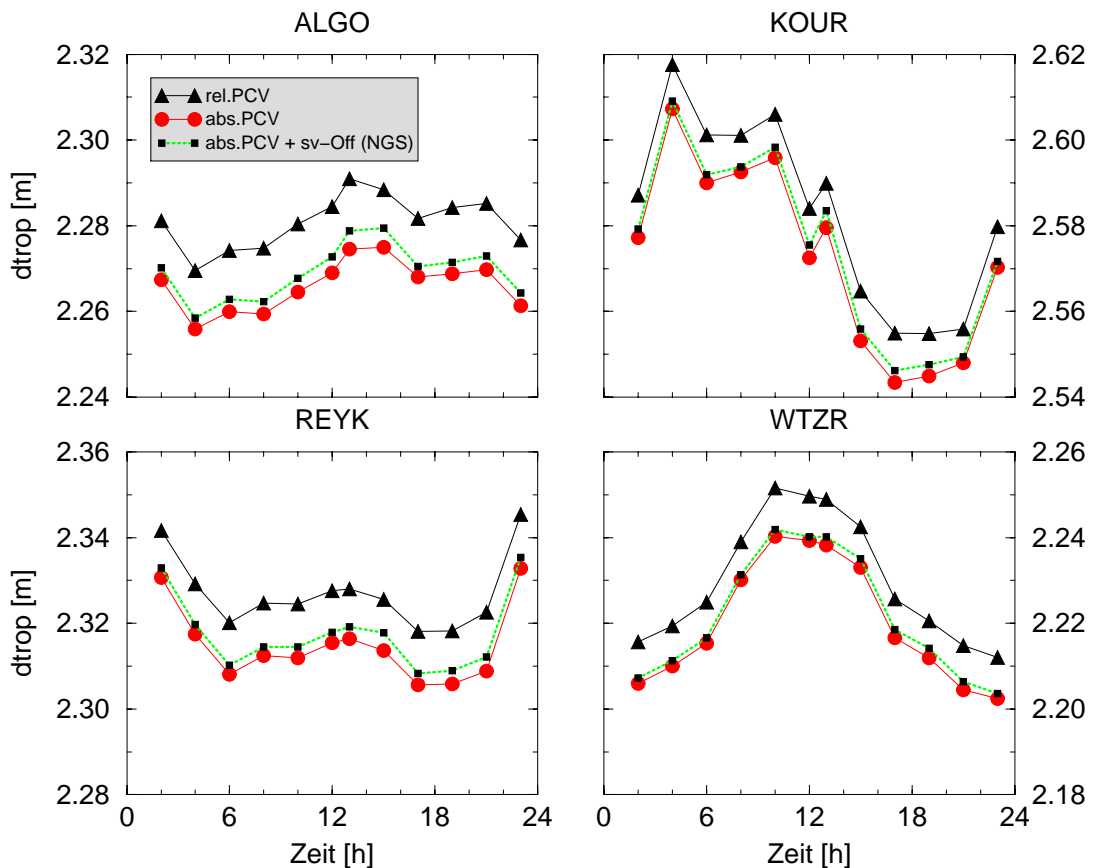 ALGO
KOUR
2.32
2.30
2.28
2.26
2.24
dtrop [m]
rel.PCV
abs.PCV
abs.PCV + sv−Off (NGS)
2.62
2.60
2.58
2.56
2.54
REYK
WTZR
2.36
2.34
2.32
2.30
2.28
dtrop [m]
2.26
2.24
2.22
2.20
2.18
0 6 12 18 24
0 6 12 18 24
Zeit [h]
Zeit [h]